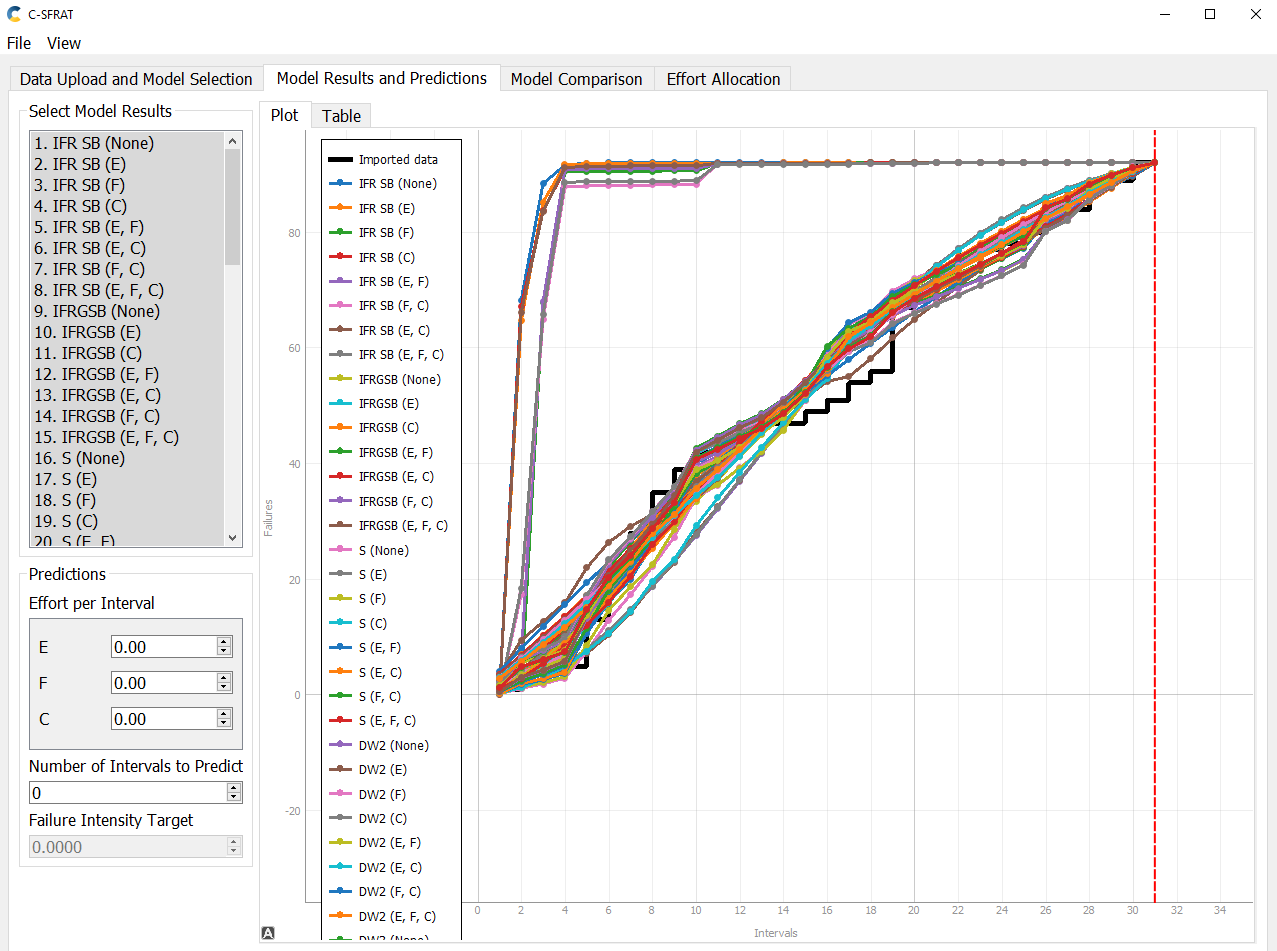 C-SFRAT
File View
Data Upload and Model Selection Model Results and Predictions Model Comparison Effort Allocation
Select Model Results
1. IFR SB (None)
2. IFR SB (E)
3. IFR SB (F)
4. IFR SB (C)
5. IFR SB (E, F)
6. IFR SB (E, C)
7. IFR SB (F, C)
8. IFR SB (E, F, C)
9. IFRGSB (None)
10. IFRGSB (E)
11. IFRGSB (C)
12. IFRGSB (E, F)
13. IFRGSB (E, C)
14. IFRGSB (F, C)
15. IFRGSB (E, F, C)
16. S (None)
17. S (E)
18. S (F)
19. S (C)
20. S (E, F)
Predictions
Effort per Interval
E 0.00
F 0.00
C 0.00
Number of Intervals to Predict
0
Failure Intensity Target
0.0000
Plot Table
Imported data
IFR SB (None)
IFR SB (E)
IFR SB (F)
IFR SB (C)
IFR SB (E, F)
IFR SB (F, C)
IFR SB (E, C)
IFR SB (E, F, C)
IFRGSB (None)
IFRGSB (E)
IFRGSB (C)
IFRGSB (E, F)
IFRGSB (E, C)
IFRGSB (F, C)
IFRGSB (E, F, C)
S (None)
S (E)
S (F)
S (C)
S (E, F)
S (E, C)
S (F, C)
S (E, F, C)
DW2 (None)
DW2 (E)
DW2 (F)
DW2 (C)
DW2 (E, F)
DW2 (E, C)
DW2 (F, C)
DW2 (E, F, C)
Failures
80
60
40
20
0
-20
0 2 4 6 8 10 12 14 16 18 20 22 24 26 28 30 32 34
Intervals
A